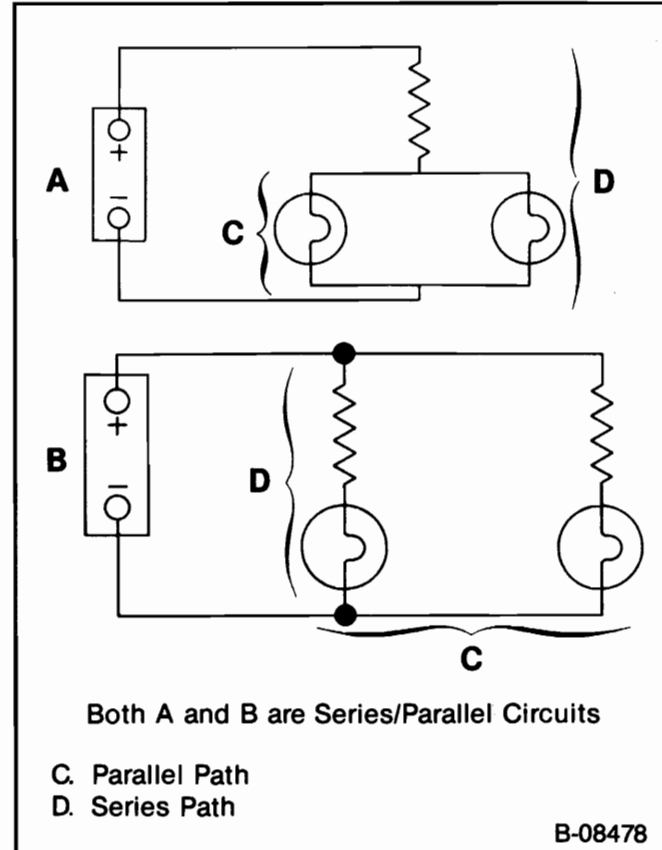 +
A
−
C
D
+
B
−
D
C
Both A and B are Series/Parallel Circuits
C. Parallel Path
D. Series Path
B-08478